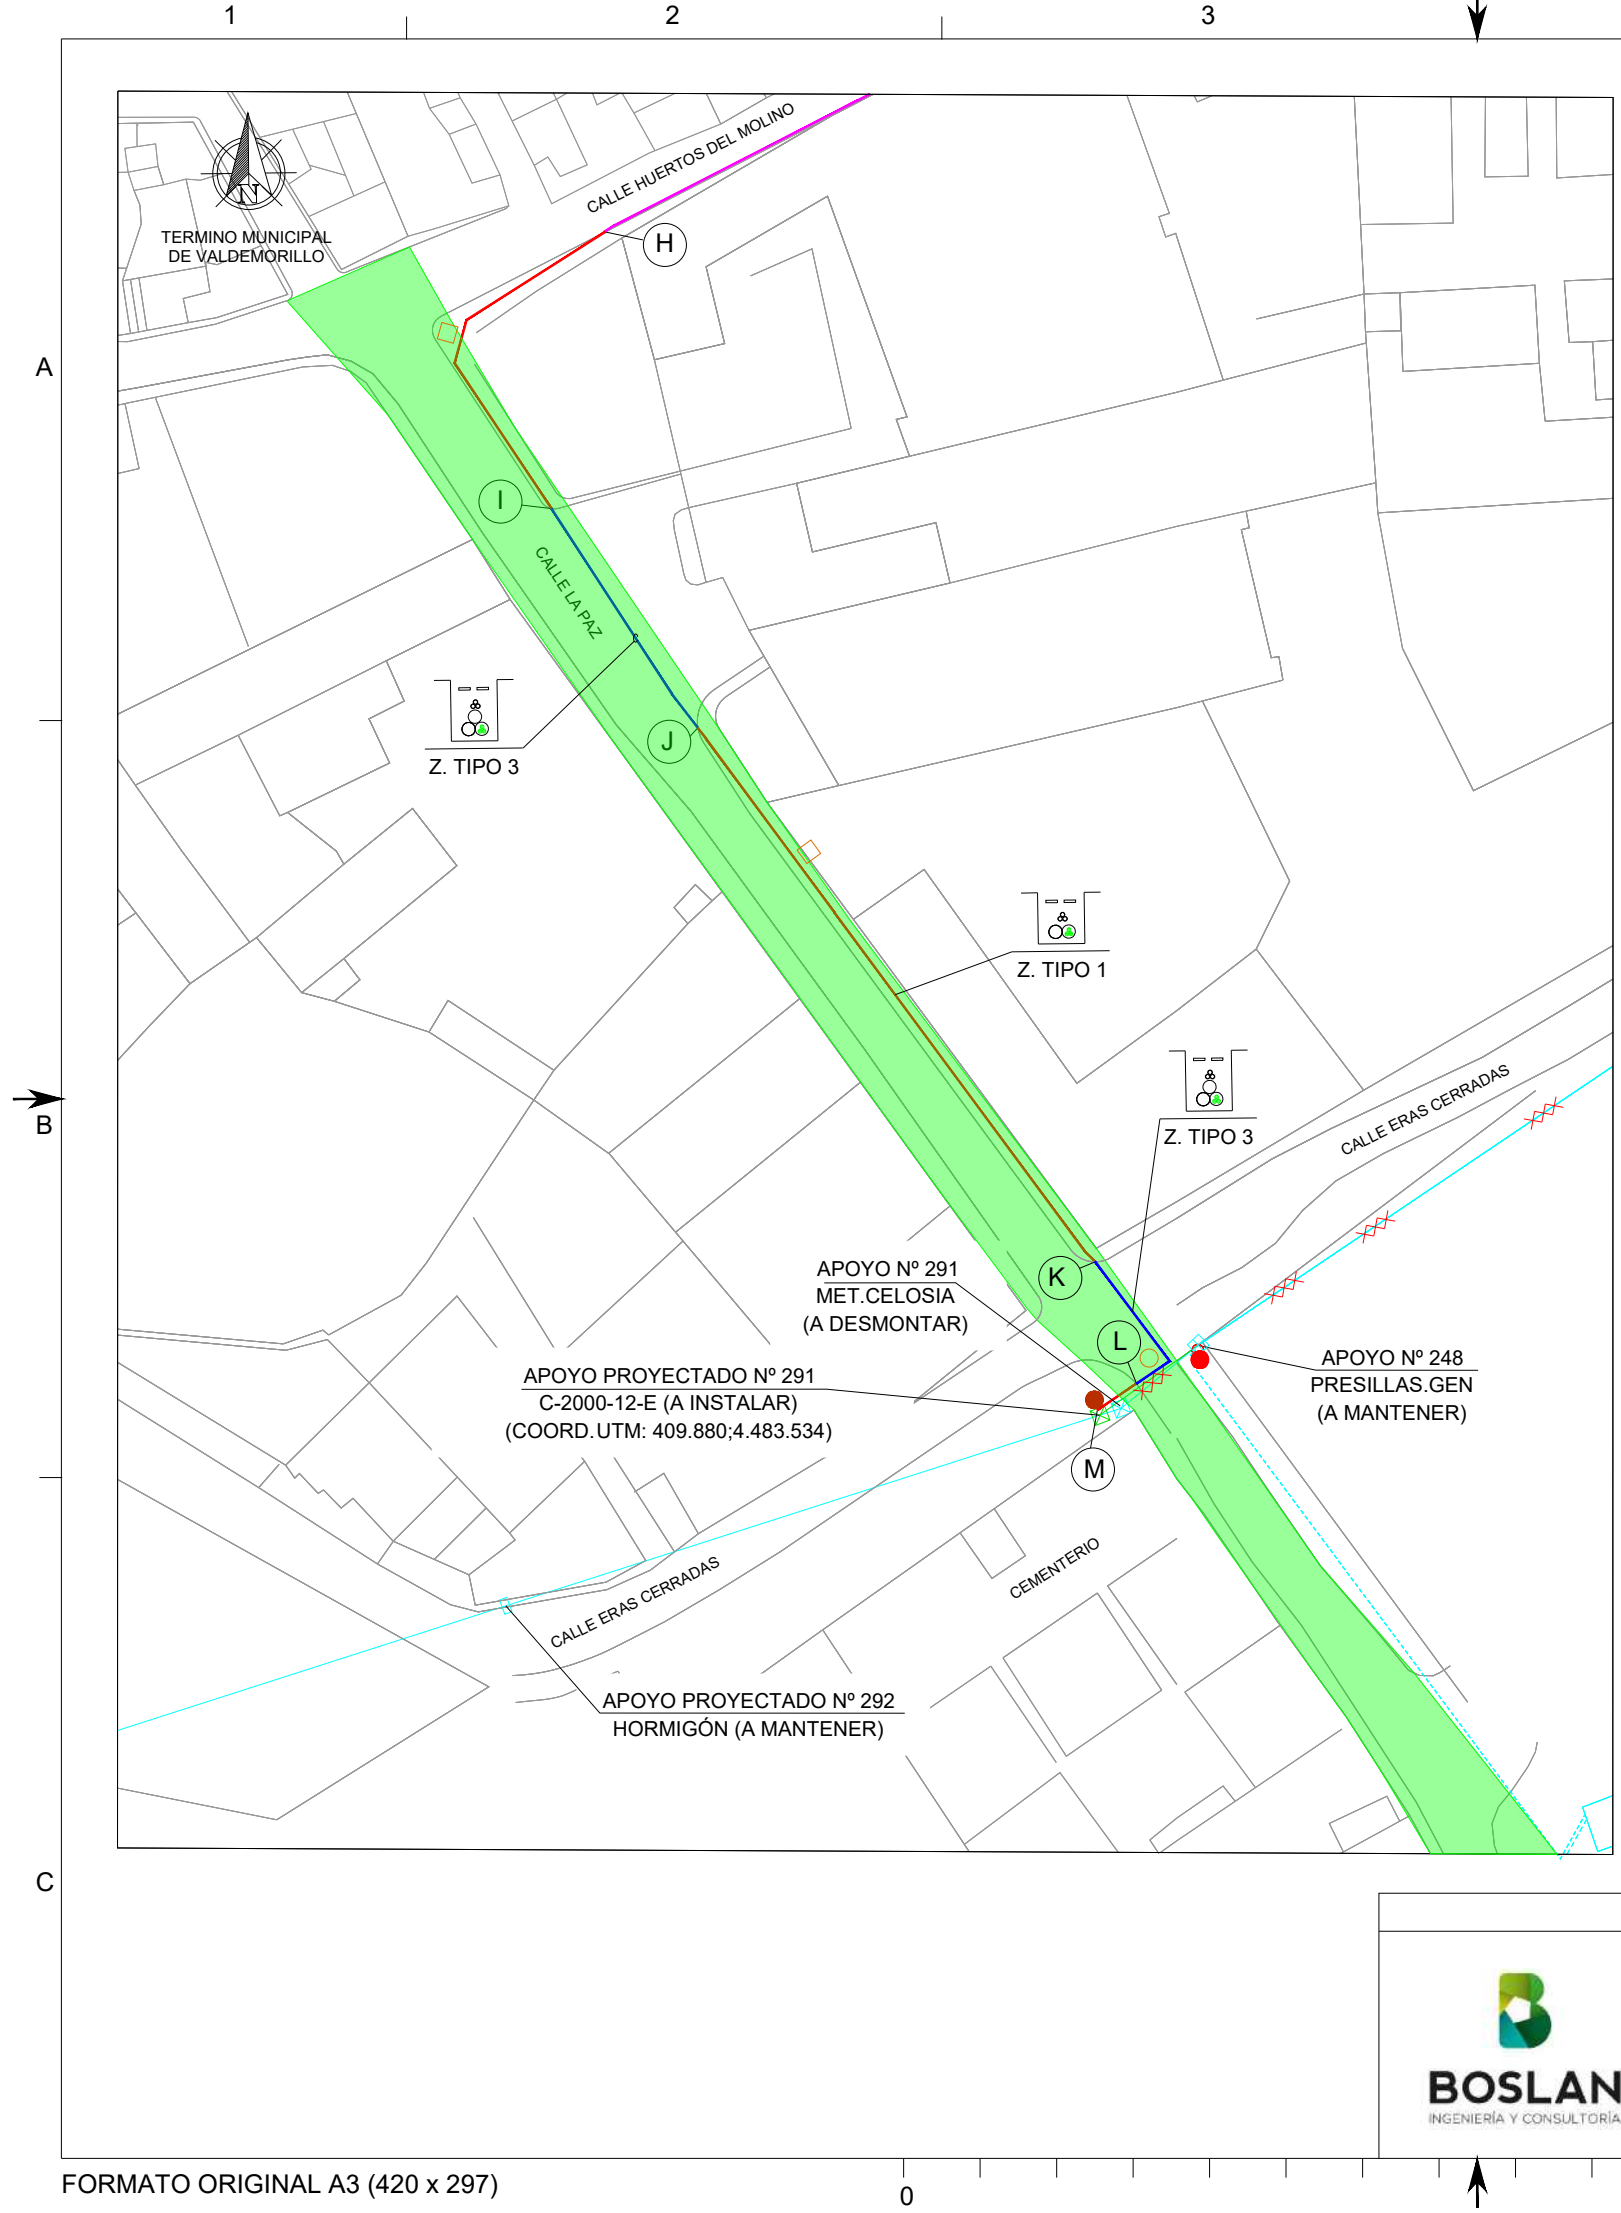 1 2 3
CALLE HUERTOS DEL MOLINO
N
TERMINO MUNICIPAL
DE VALDEMORILLO
H
A
I
CALLE LA PAZ
J
Z. TIPO 3
Z. TIPO 1
B
CALLE ERAS CERRADAS
Z. TIPO 3
K
APOYO Nº 291
MET.CELOSIA
(A DESMONTAR)
L
APOYO Nº 248
PRESILLAS.GEN
(A MANTENER)
APOYO PROYECTADO Nº 291
C-2000-12-E (A INSTALAR)
(COORD.UTM: 409.880;4.483.534)
M
CEMENTERIO
CALLE ERAS CERRADAS
APOYO PROYECTADO Nº 292
HORMIGÓN (A MANTENER)
C
BOSLAN
INGENIERÍA Y CONSULTORÍA
FORMATO ORIGINAL A3 (420 x 297)
0